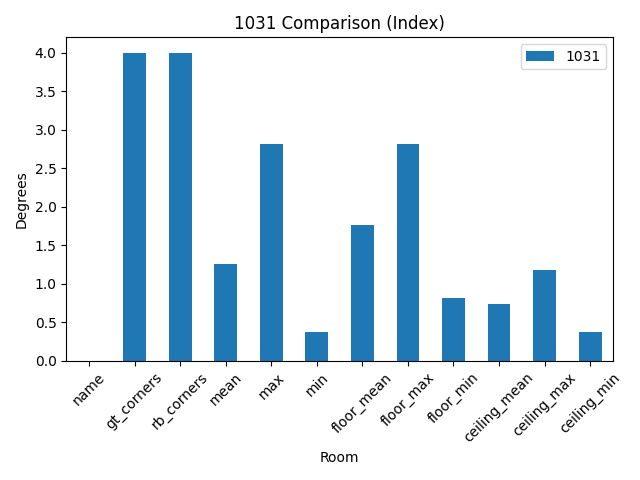 1031 Comparison (Index)
1031
Degrees
4.0
3.5
3.0
2.5
2.0
1.5
1.0
0.5
0.0
name
gt_corners
rb_corners
mean
max
min
floor_mean
floor_max
floor_min
ceiling_mean
ceiling_max
ceiling_min
Room